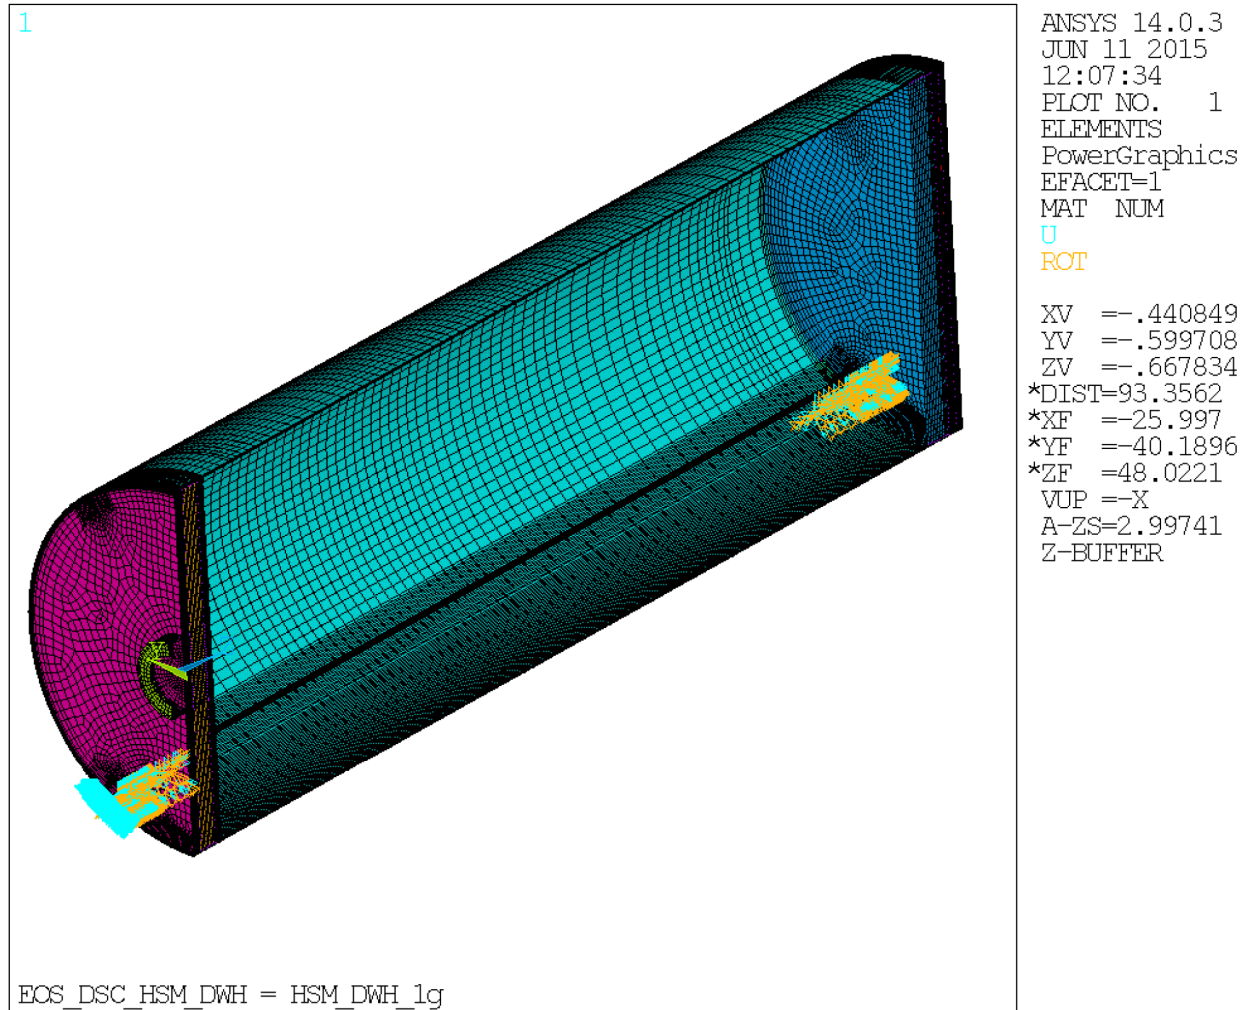 1
ANSYS 14.0.3
JUN 11 2015
12:07:34
PLOT NO.   1
ELEMENTS
PowerGraphics
EFACET=1
MAT  NUM
U
ROT
XV  =-.440849
YV  =-.599708
ZV  =-.667834
*DIST=93.3562
*XF  =-25.997
*YF  =-40.1896
*ZF  =48.0221
VUP =-X
A-ZS=2.99741
Z-BUFFER
EOS_DSC_HSM_DWH = HSM_DWH_1g